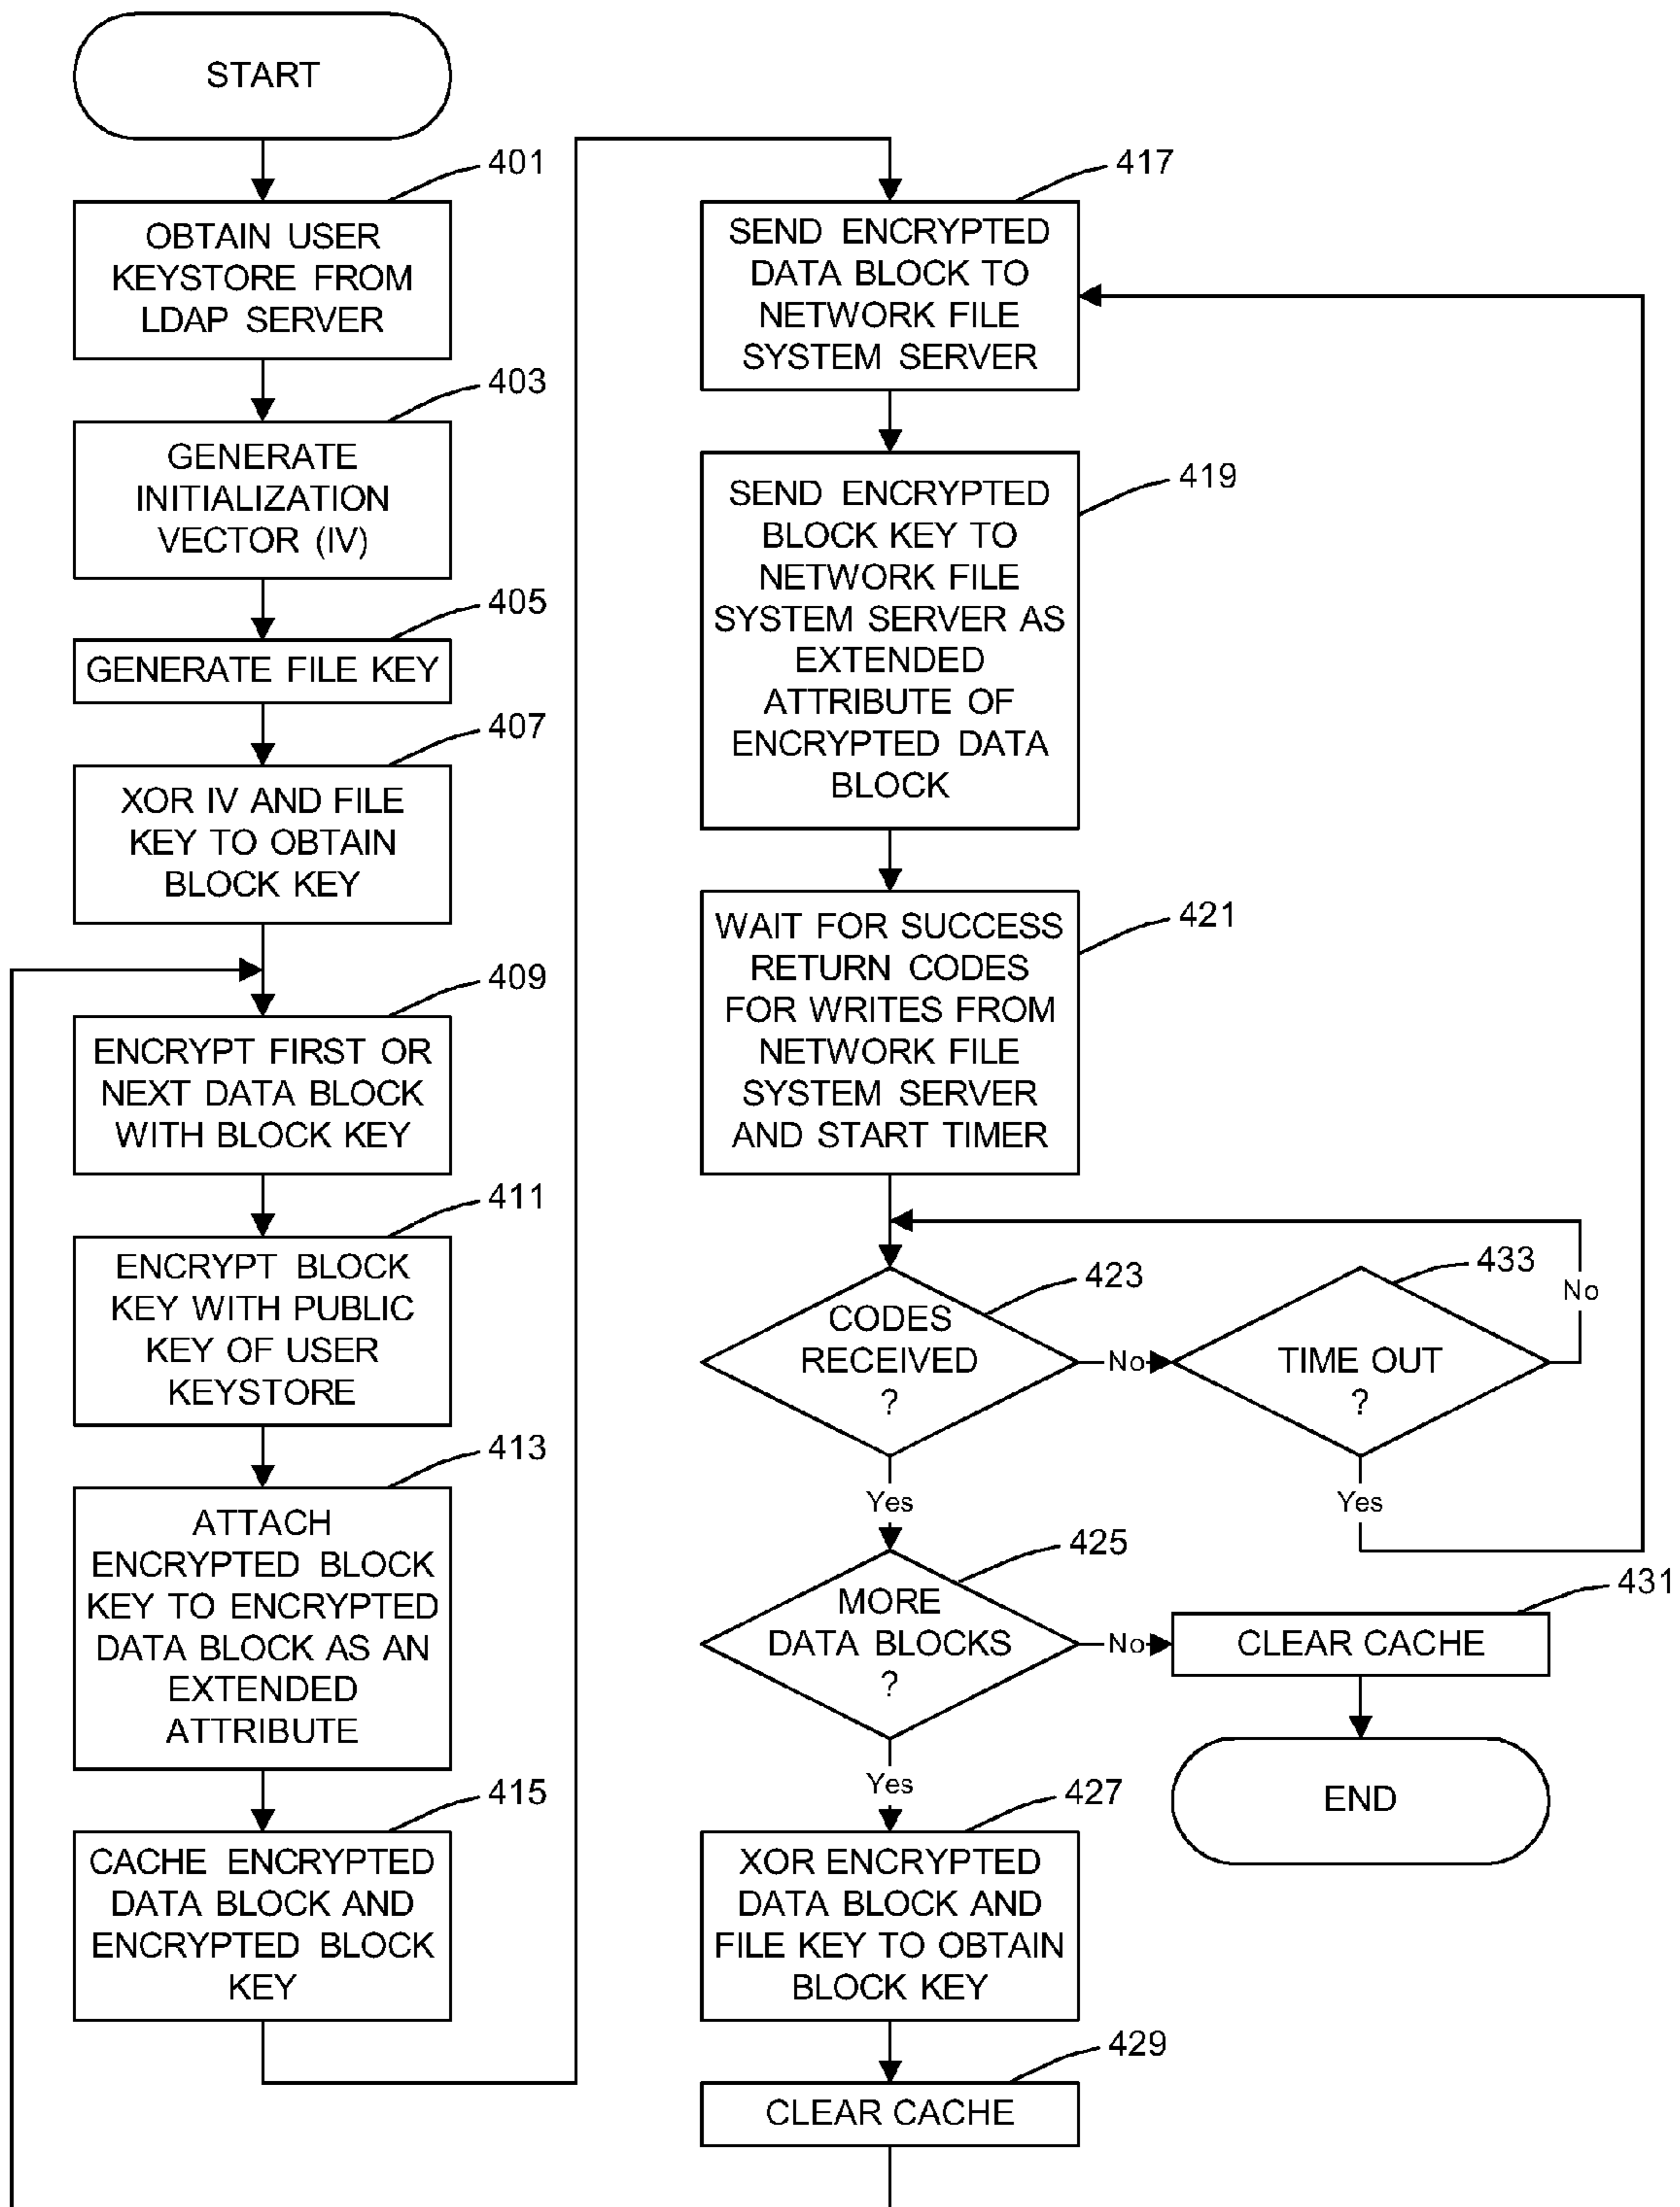 START
401
OBTAIN USER
KEYSTORE FROM
LDAP SERVER
403
GENERATE
INITIALIZATION
VECTOR (IV)
405
GENERATE FILE KEY
407
XOR IV AND FILE
KEY TO OBTAIN
BLOCK KEY
409
ENCRYPT FIRST OR
NEXT DATA BLOCK
WITH BLOCK KEY
411
ENCRYPT BLOCK
KEY WITH PUBLIC
KEY OF USER
KEYSTORE
413
ATTACH
ENCRYPTED BLOCK
KEY TO ENCRYPTED
DATA BLOCK AS AN
EXTENDED
ATTRIBUTE
415
CACHE ENCRYPTED
DATA BLOCK AND
ENCRYPTED BLOCK
KEY
417
SEND ENCRYPTED
DATA BLOCK TO
NETWORK FILE
SYSTEM SERVER
419
SEND ENCRYPTED
BLOCK KEY TO
NETWORK FILE
SYSTEM SERVER AS
EXTENDED
ATTRIBUTE OF
ENCRYPTED DATA
BLOCK
421
WAIT FOR SUCCESS
RETURN CODES
FOR WRITES FROM
NETWORK FILE
SYSTEM SERVER
AND START TIMER
423
CODES
RECEIVED
?
No
433
TIME OUT
?
No
Yes
Yes
425
MORE
DATA BLOCKS
?
No
431
CLEAR CACHE
END
Yes
427
XOR ENCRYPTED
DATA BLOCK AND
FILE KEY TO OBTAIN
BLOCK KEY
429
CLEAR CACHE